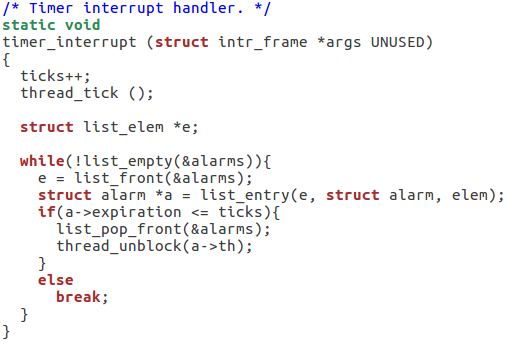 /* Timer interrupt handler. */
static void
timer_interrupt (struct intr_frame *args UNUSED)
{
  ticks++;
  thread_tick ();

  struct list_elem *e;

  while(!list_empty(&alarms)){
    e = list_front(&alarms);
    struct alarm *a = list_entry(e, struct alarm, elem);
    if(a->expiration <= ticks){
      list_pop_front(&alarms);
      thread_unblock(a->th);
    }
    else
      break;
  }
}